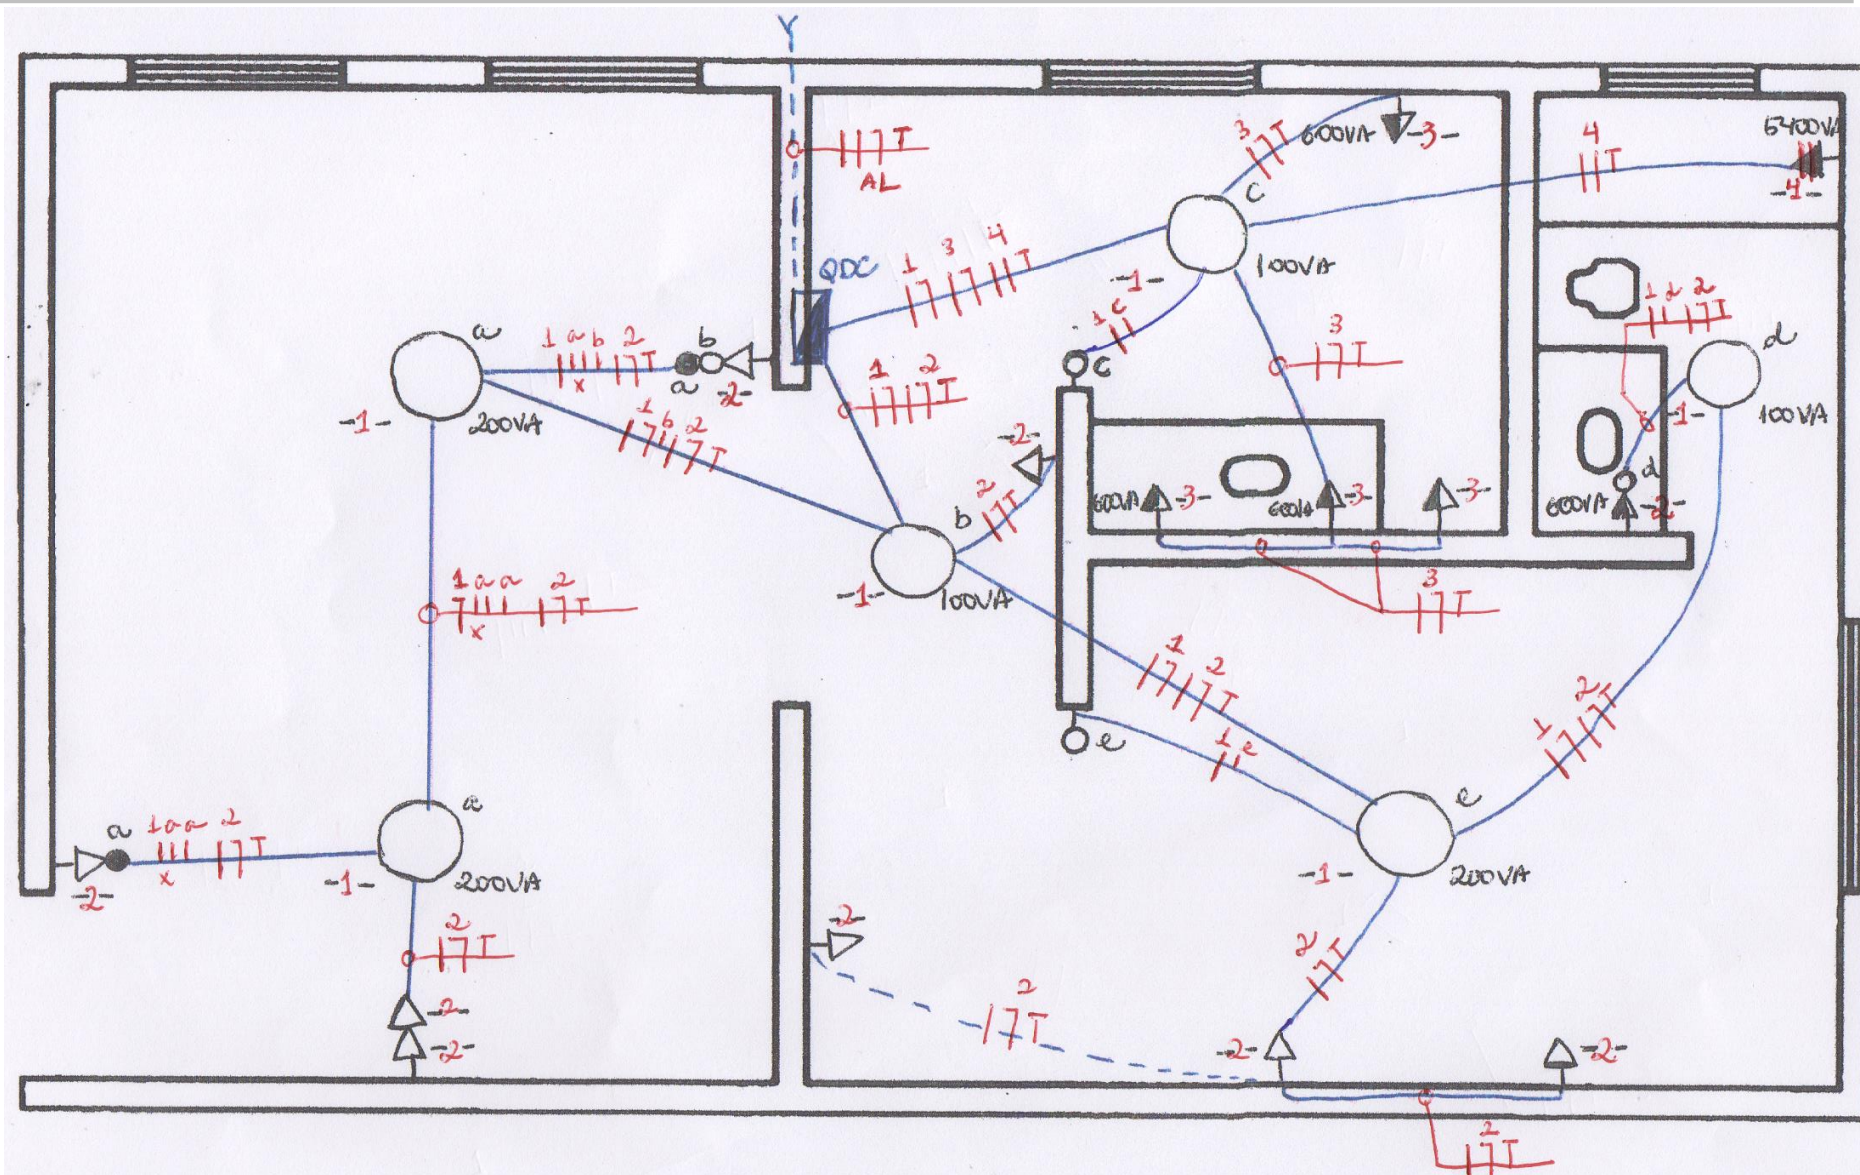 T
AL
3
T
600VA
-3-
4
T
5400VA
-4-
C
QDC
1 3 4 T
-1-
100VA
1 c
c
a
1 a b 2 T
x
a
b
-2-
-1-
200VA
1 b 2 T
1 2 T
3
T
1 d 2 T
d
-1-
100VA
d
600VA
-2-
-2-
2 T
b
-1-
100VA
600VA
-3-
600VA
-3-
-3-
3
T
1 a a 2 T
x
1 2 T
e
1 e
1 2 T
e
-1-
200VA
a
1 a a 2 T
x
-2-
a
-1-
200VA
2
T
-2-
-2-
-2-
2
T
2 T
-2-
-2-
2
T